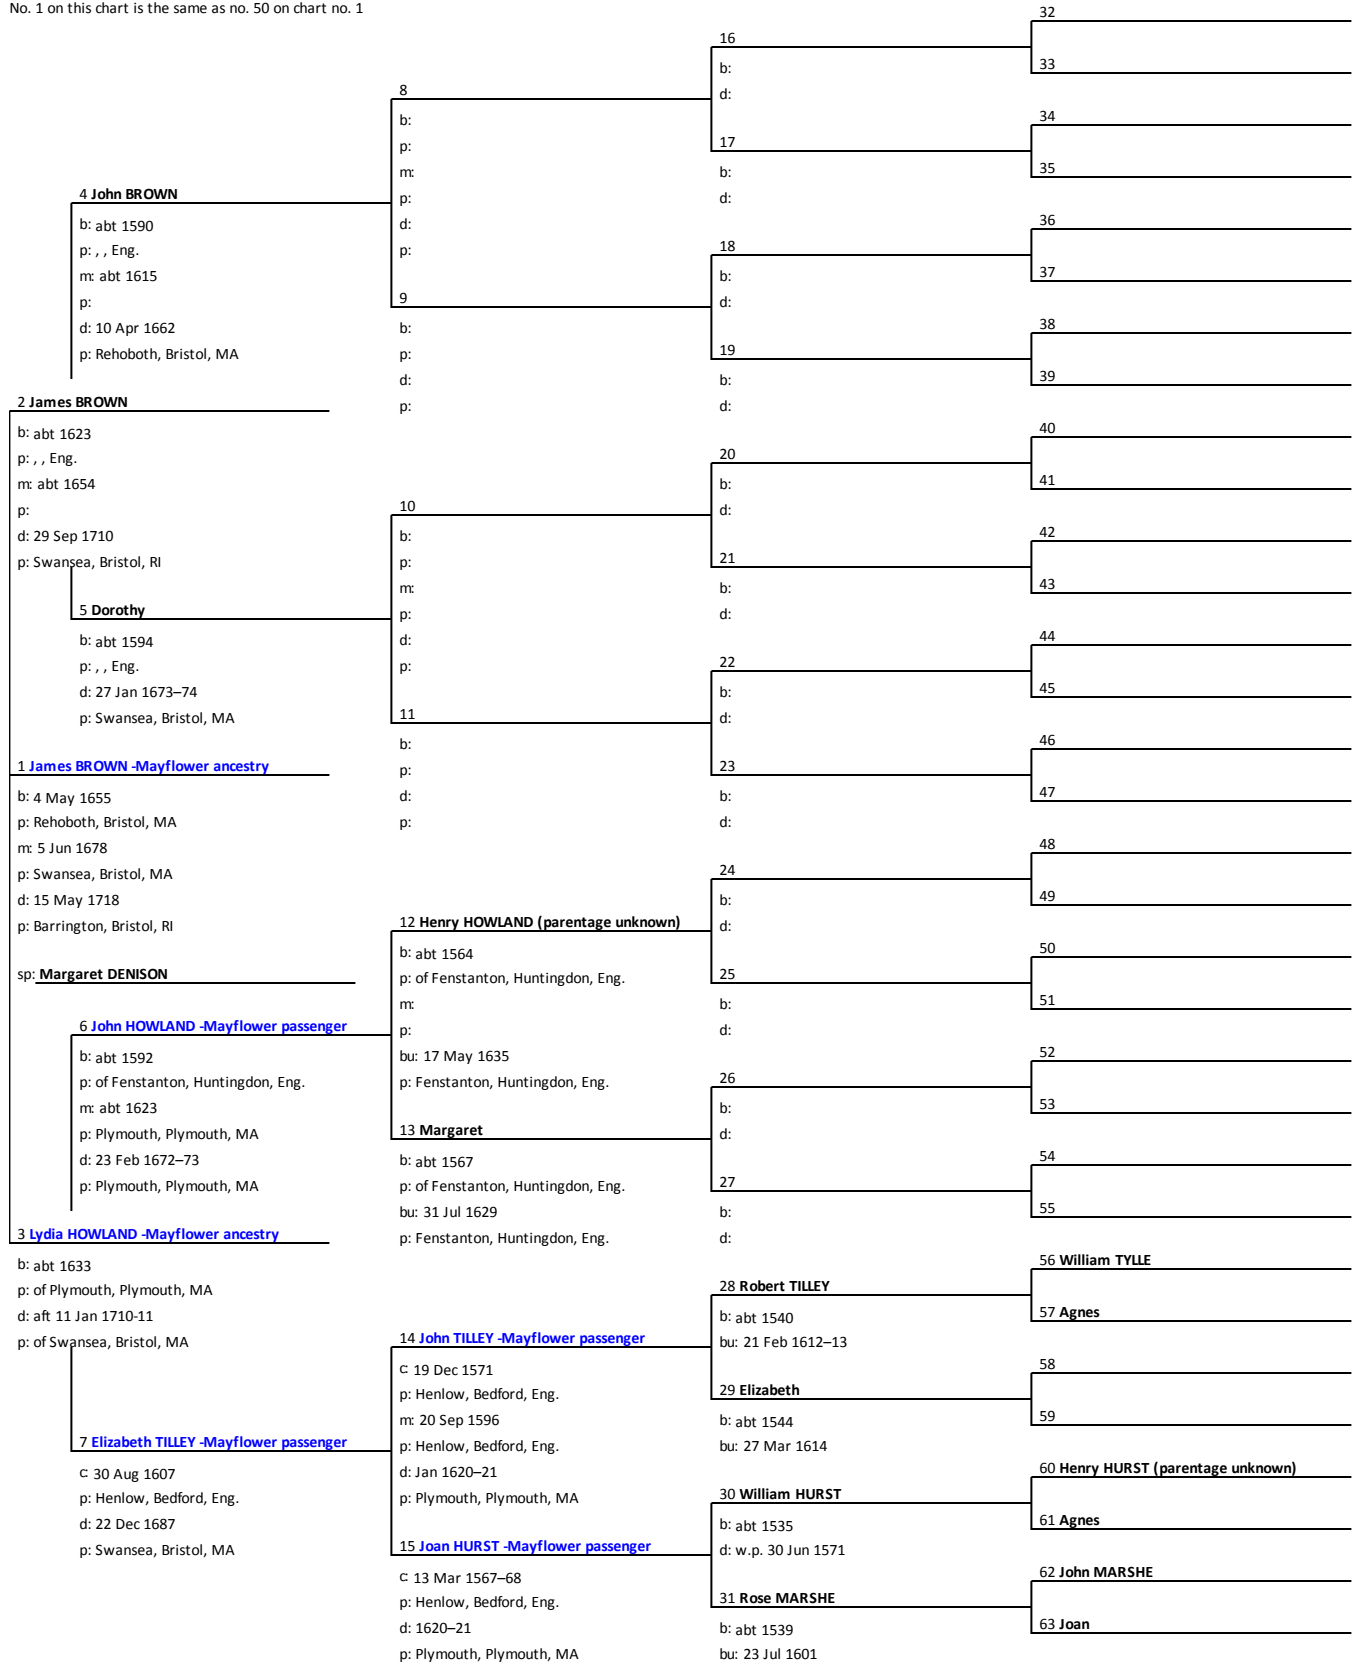 No. 1 on this chart is the same as no. 50 on chart no. 1
4 John BROWN
b: abt 1590
p: , , Eng.
m: abt 1615
p:
d: 10 Apr 1662
p: Rehoboth, Bristol, MA
2 James BROWN
b: abt 1623
p: , , Eng.
m: abt 1654
p:
d: 29 Sep 1710
p: Swansea, Bristol, RI
5 Dorothy
b: abt 1594
p: , , Eng.
d: 27 Jan 1673–74
p: Swansea, Bristol, MA
1 James BROWN -Mayflower ancestry
b: 4 May 1655
p: Rehoboth, Bristol, MA
m: 5 Jun 1678
p: Swansea, Bristol, MA
d: 15 May 1718
p: Barrington, Bristol, RI
sp: Margaret DENISON
6 John HOWLAND -Mayflower passenger
b: abt 1592
p: of Fenstanton, Huntingdon, Eng.
m: abt 1623
p: Plymouth, Plymouth, MA
d: 23 Feb 1672–73
p: Plymouth, Plymouth, MA
3 Lydia HOWLAND -Mayflower ancestry
b: abt 1633
p: of Plymouth, Plymouth, MA
d: aft 11 Jan 1710-11
p: of Swansea, Bristol, MA
7 Elizabeth TILLEY -Mayflower passenger
c: 30 Aug 1607
p: Henlow, Bedford, Eng.
d: 22 Dec 1687
p: Swansea, Bristol, MA
8
b:
p:
m:
p:
d:
p:
9
b:
p:
d:
p:
10
b:
p:
m:
p:
d:
p:
11
b:
p:
d:
p:
12 Henry HOWLAND (parentage unknown)
b: abt 1564
p: of Fenstanton, Huntingdon, Eng.
m:
p:
bu: 17 May 1635
p: Fenstanton, Huntingdon, Eng.
13 Margaret
b: abt 1567
p: of Fenstanton, Huntingdon, Eng.
bu: 31 Jul 1629
p: Fenstanton, Huntingdon, Eng.
14 John TILLEY -Mayflower passenger
c: 19 Dec 1571
p: Henlow, Bedford, Eng.
m: 20 Sep 1596
p: Henlow, Bedford, Eng.
d: Jan 1620–21
p: Plymouth, Plymouth, MA
15 Joan HURST -Mayflower passenger
c: 13 Mar 1567–68
p: Henlow, Bedford, Eng.
d: 1620–21
p: Plymouth, Plymouth, MA
16
b:
d:
17
b:
d:
18
b:
d:
19
b:
d:
20
b:
d:
21
b:
d:
22
b:
d:
23
b:
d:
24
b:
d:
25
b:
d:
26
b:
d:
27
b:
d:
28 Robert TILLEY
b: abt 1540
bu: 21 Feb 1612–13
29 Elizabeth
b: abt 1544
bu: 27 Mar 1614
30 William HURST
b: abt 1535
d: w.p. 30 Jun 1571
31 Rose MARSHE
b: abt 1539
bu: 23 Jul 1601
32
33
34
35
36
37
38
39
40
41
42
43
44
45
46
47
48
49
50
51
52
53
54
55
56 William TYLLE
57 Agnes
58
59
60 Henry HURST (parentage unknown)
61 Agnes
62 John MARSHE
63 Joan